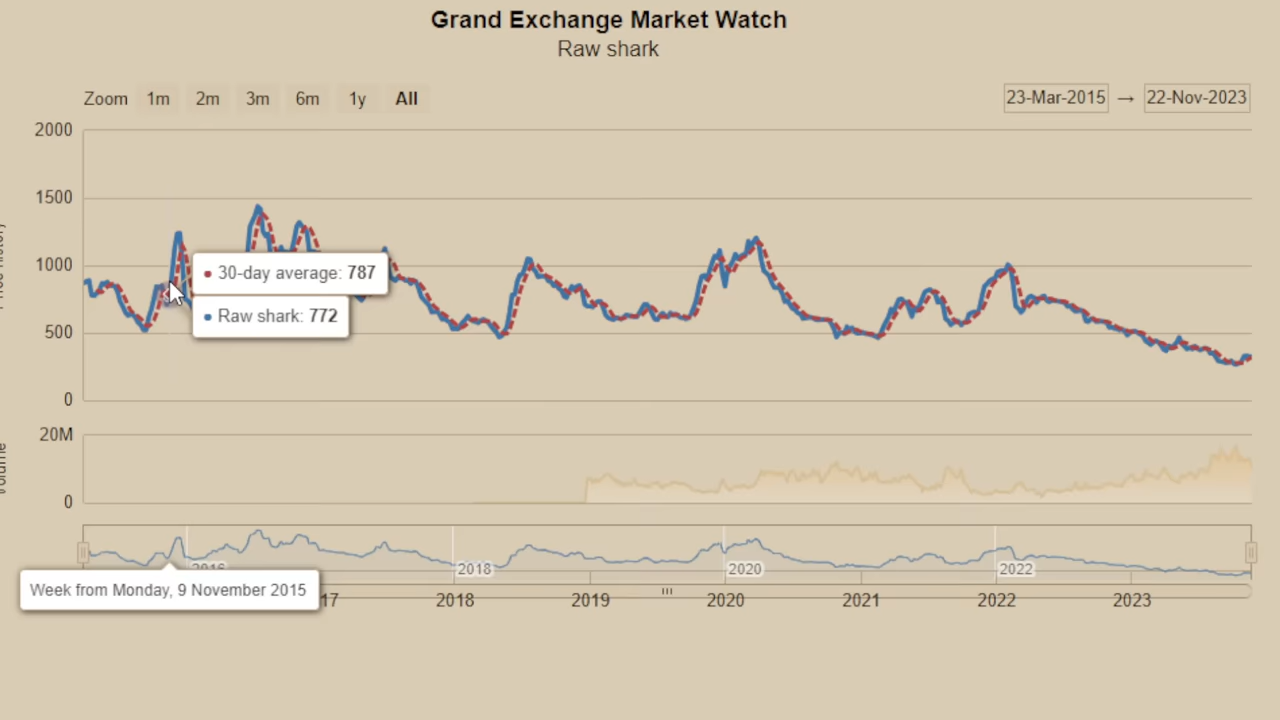 Grand Exchange Market Watch
Raw shark
Zoom 1m 2m 3m 6m 1y All
23-Mar-2015 → 22-Nov-2023
2000
1500
1000
500
0
30-day average: 787
Raw shark: 772
20M
0
2016 2018 2020 2022
Week from Monday, 9 November 2015
17 2018 2019 2020 2021 2022 2023